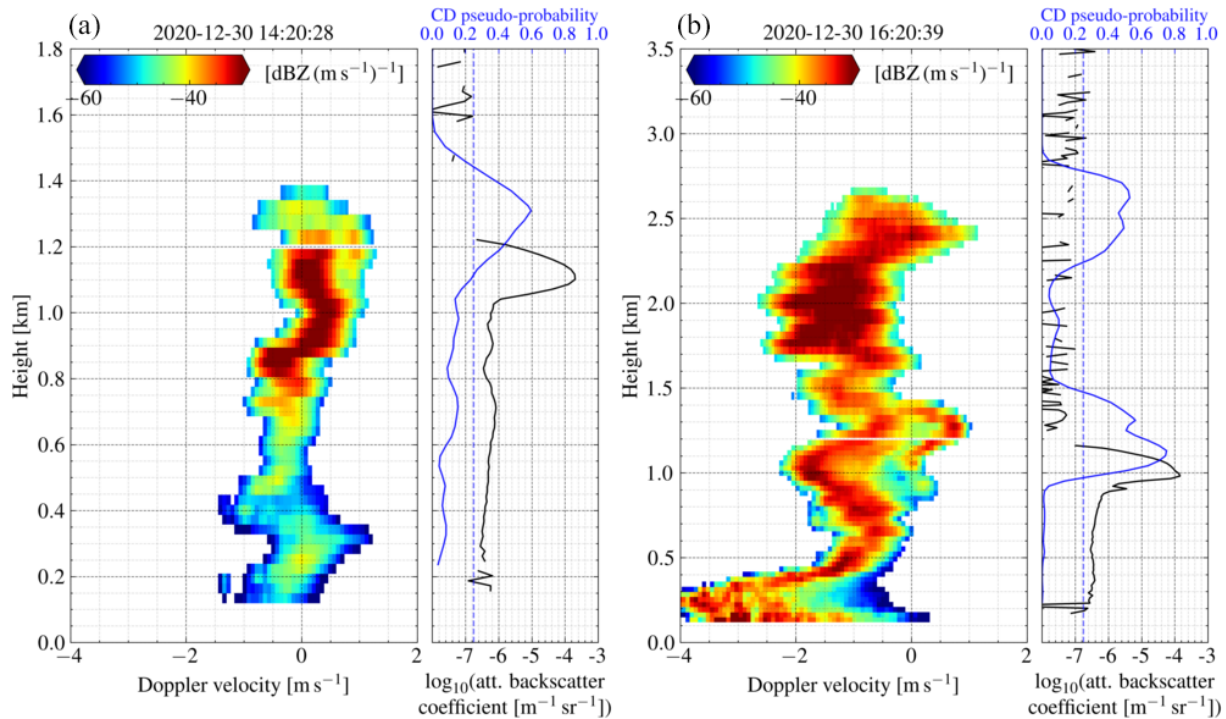 (a)
2020-12-30 14:20:28
−60
−40
[dBZ (m s⁻¹)⁻¹]
1.8
1.6
1.4
1.2
1.0
0.8
0.6
0.4
0.2
0.0
Height [km]
−4
−2
0
2
Doppler velocity [m s⁻¹]
CD pseudo-probability
0.0 0.2 0.4 0.6 0.8 1.0
-7 -6 -5 -4 -3
log₁₀(att. backscatter
coefficient [m⁻¹ sr⁻¹])
(b)
2020-12-30 16:20:39
−60
−40
[dBZ (m s⁻¹)⁻¹]
3.5
3.0
2.5
2.0
1.5
1.0
0.5
0.0
Height [km]
−4
−2
0
2
Doppler velocity [m s⁻¹]
CD pseudo-probability
0.0 0.2 0.4 0.6 0.8 1.0
-7 -6 -5 -4 -3
log₁₀(att. backscatter
coefficient [m⁻¹ sr⁻¹])